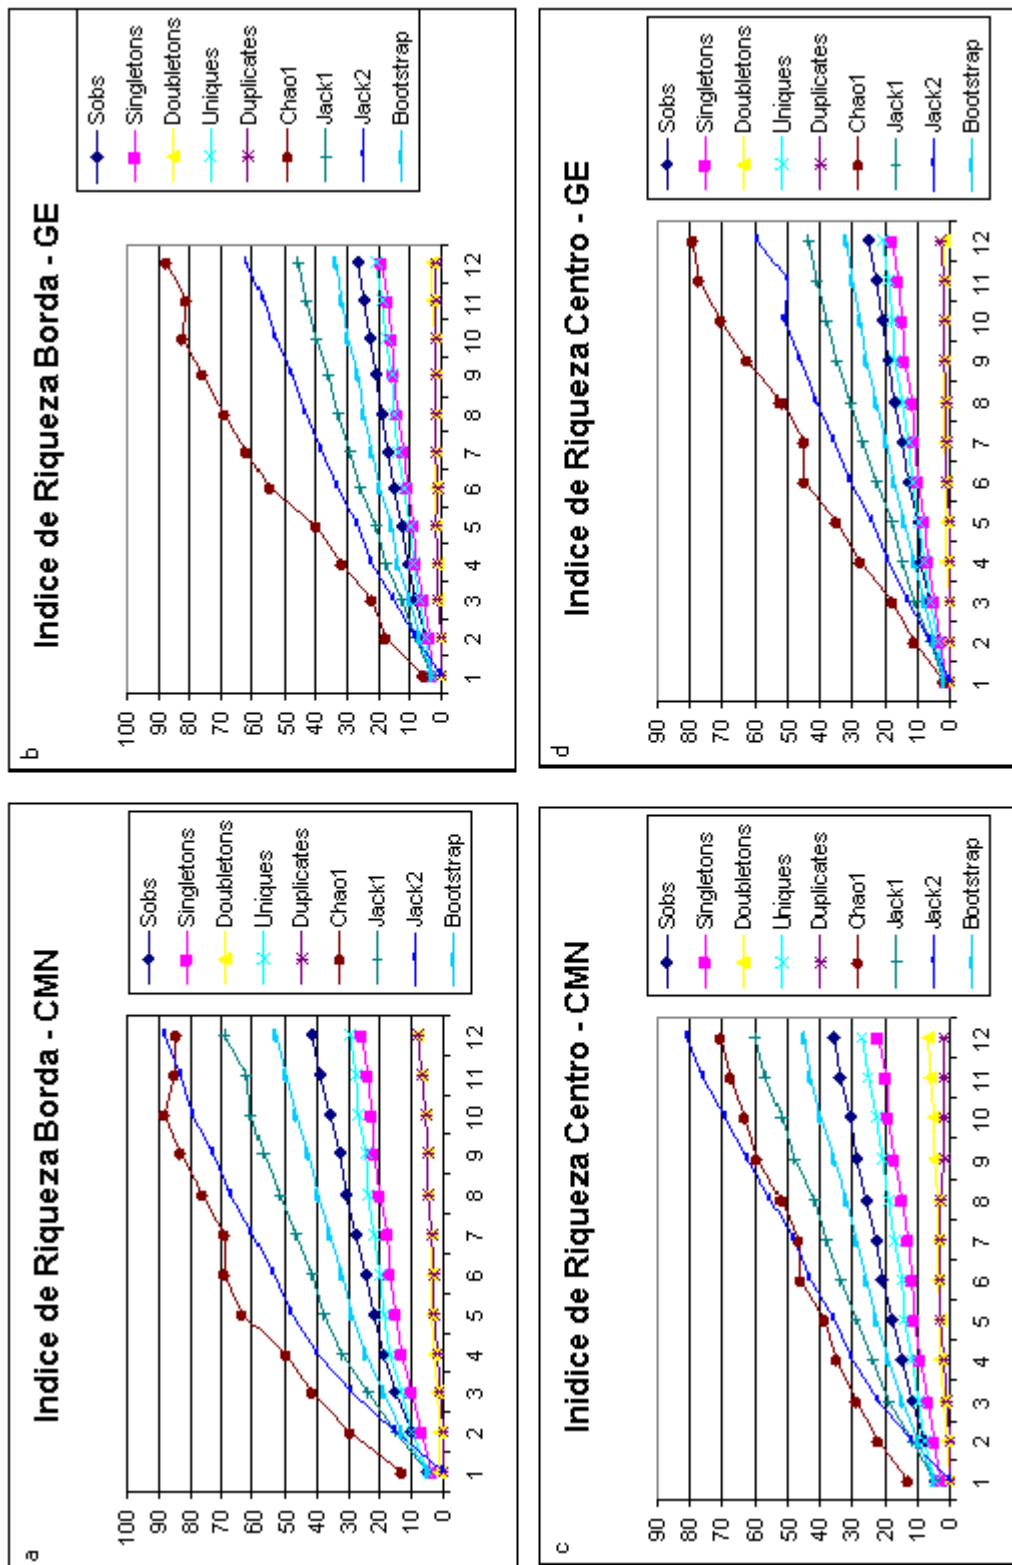 a
Indice de Riqueza Borda - CMN
100
90
80
70
60
50
40
30
20
10
0
1 2 3 4 5 6 7 8 9 10 11 12
Sobs
Singletons
Doubletons
Uniques
Duplicates
Chao1
Jack1
Jack2
Bootstrap
b
Indice de Riqueza Borda - GE
100
90
80
70
60
50
40
30
20
10
0
1 2 3 4 5 6 7 8 9 10 11 12
Sobs
Singletons
Doubletons
Uniques
Duplicates
Chao1
Jack1
Jack2
Bootstrap
c
Inidice de Riqueza Centro - CMN
90
80
70
60
50
40
30
20
10
0
1 2 3 4 5 6 7 8 9 10 11 12
Sobs
Singletons
Doubletons
Uniques
Duplicates
Chao1
Jack1
Jack2
Bootstrap
d
Indice de Riqueza Centro - GE
90
80
70
60
50
40
30
20
10
0
1 2 3 4 5 6 7 8 9 10 11 12
Sobs
Singletons
Doubletons
Uniques
Duplicates
Chao1
Jack1
Jack2
Bootstrap